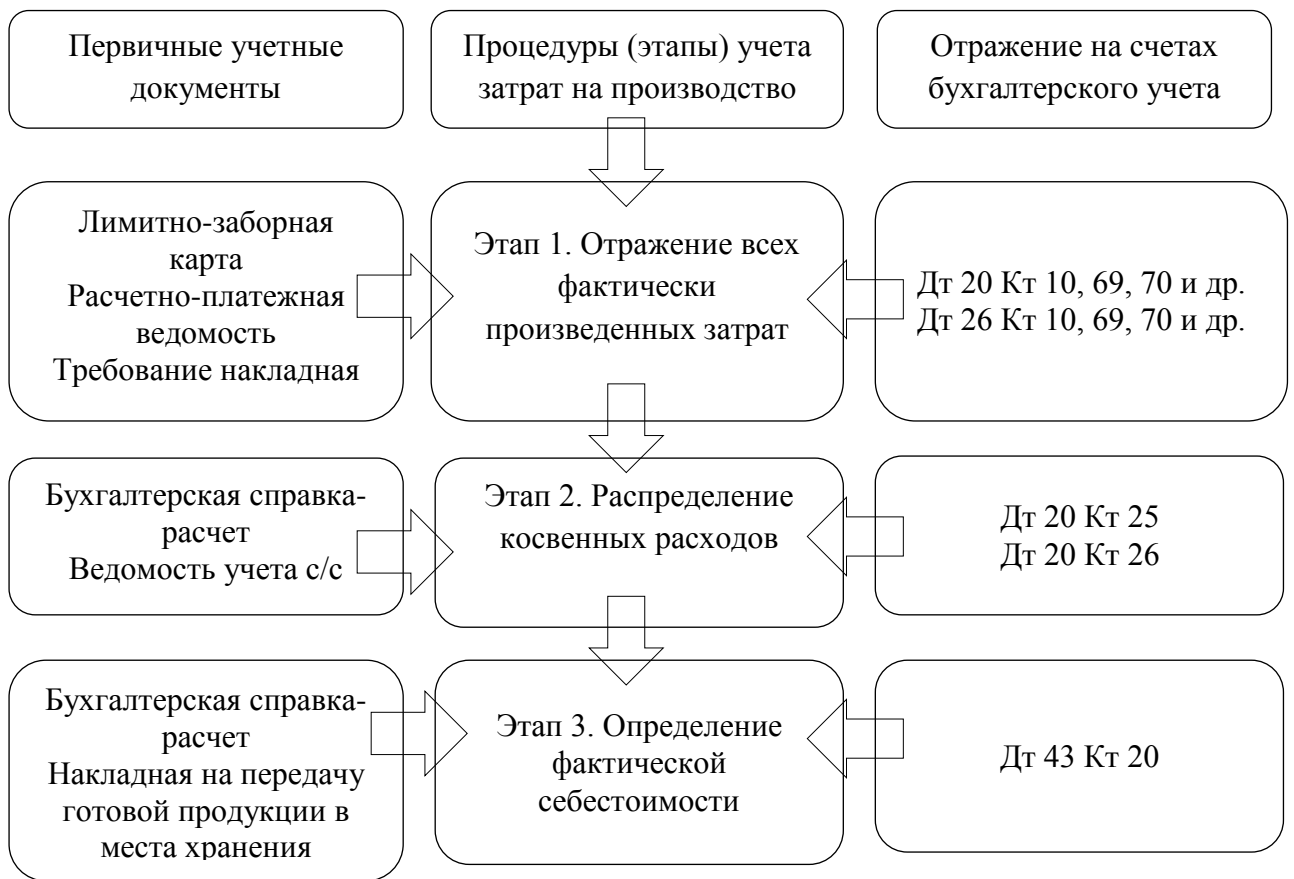 Первичные учетные
документы
Процедуры (этапы) учета
затрат на производство
Отражение на счетах
бухгалтерского учета
Лимитно-заборная
карта
Расчетно-платежная
ведомость
Требование накладная
Этап 1. Отражение всех
фактически
произведенных затрат
Дт 20 Кт 10, 69, 70 и др.
Дт 26 Кт 10, 69, 70 и др.
Бухгалтерская справка-
расчет
Ведомость учета с/с
Этап 2. Распределение
косвенных расходов
Дт 20 Кт 25
Дт 20 Кт 26
Бухгалтерская справка-
расчет
Накладная на передачу
готовой продукции в
места хранения
Этап 3. Определение
фактической
себестоимости
Дт 43 Кт 20